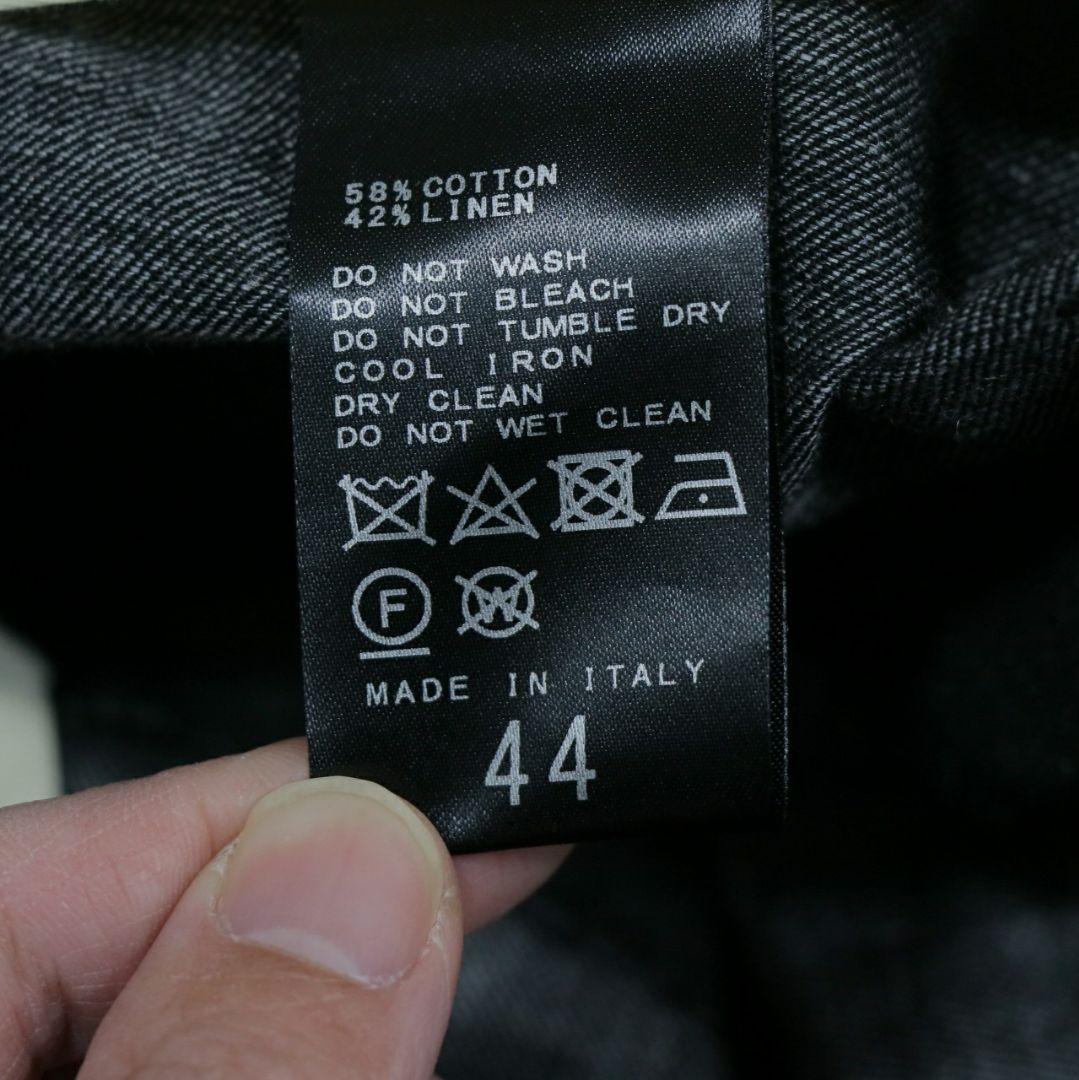 58% COTTON
42% LINEN
DO NOT WASH
DO NOT BLEACH
DO NOT TUMBLE DRY
COOL IRON
DRY CLEAN
DO NOT WET CLEAN
F W
MADE IN ITALY
44